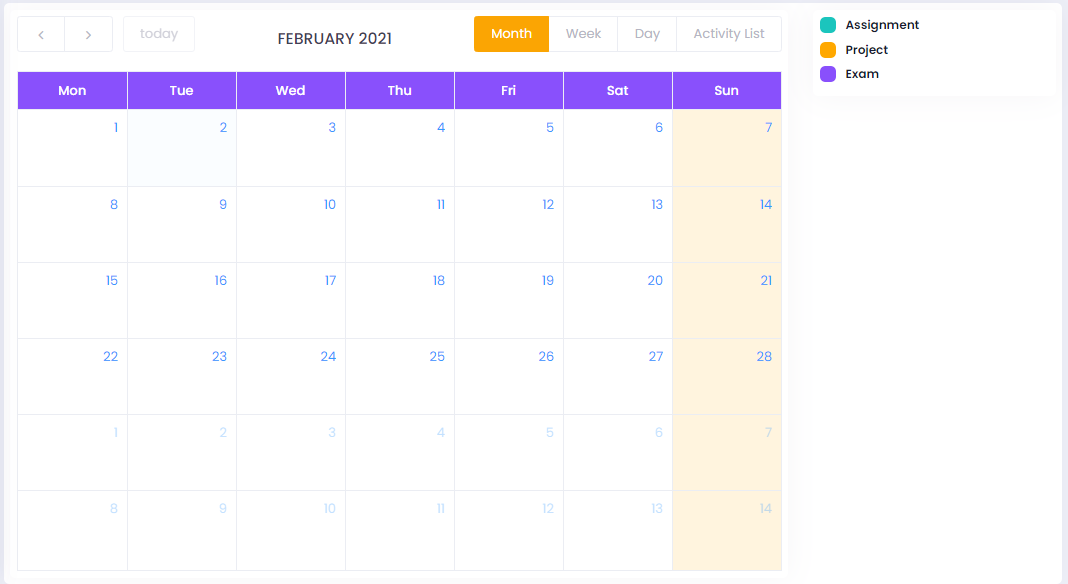 today
FEBRUARY 2021
Month Week Day Activity List
Assignment
Project
Exam
Mon Tue Wed Thu Fri Sat Sun
1 2 3 4 5 6 7
8 9 10 11 12 13 14
15 16 17 18 19 20 21
22 23 24 25 26 27 28
1 2 3 4 5 6 7
8 9 10 11 12 13 14